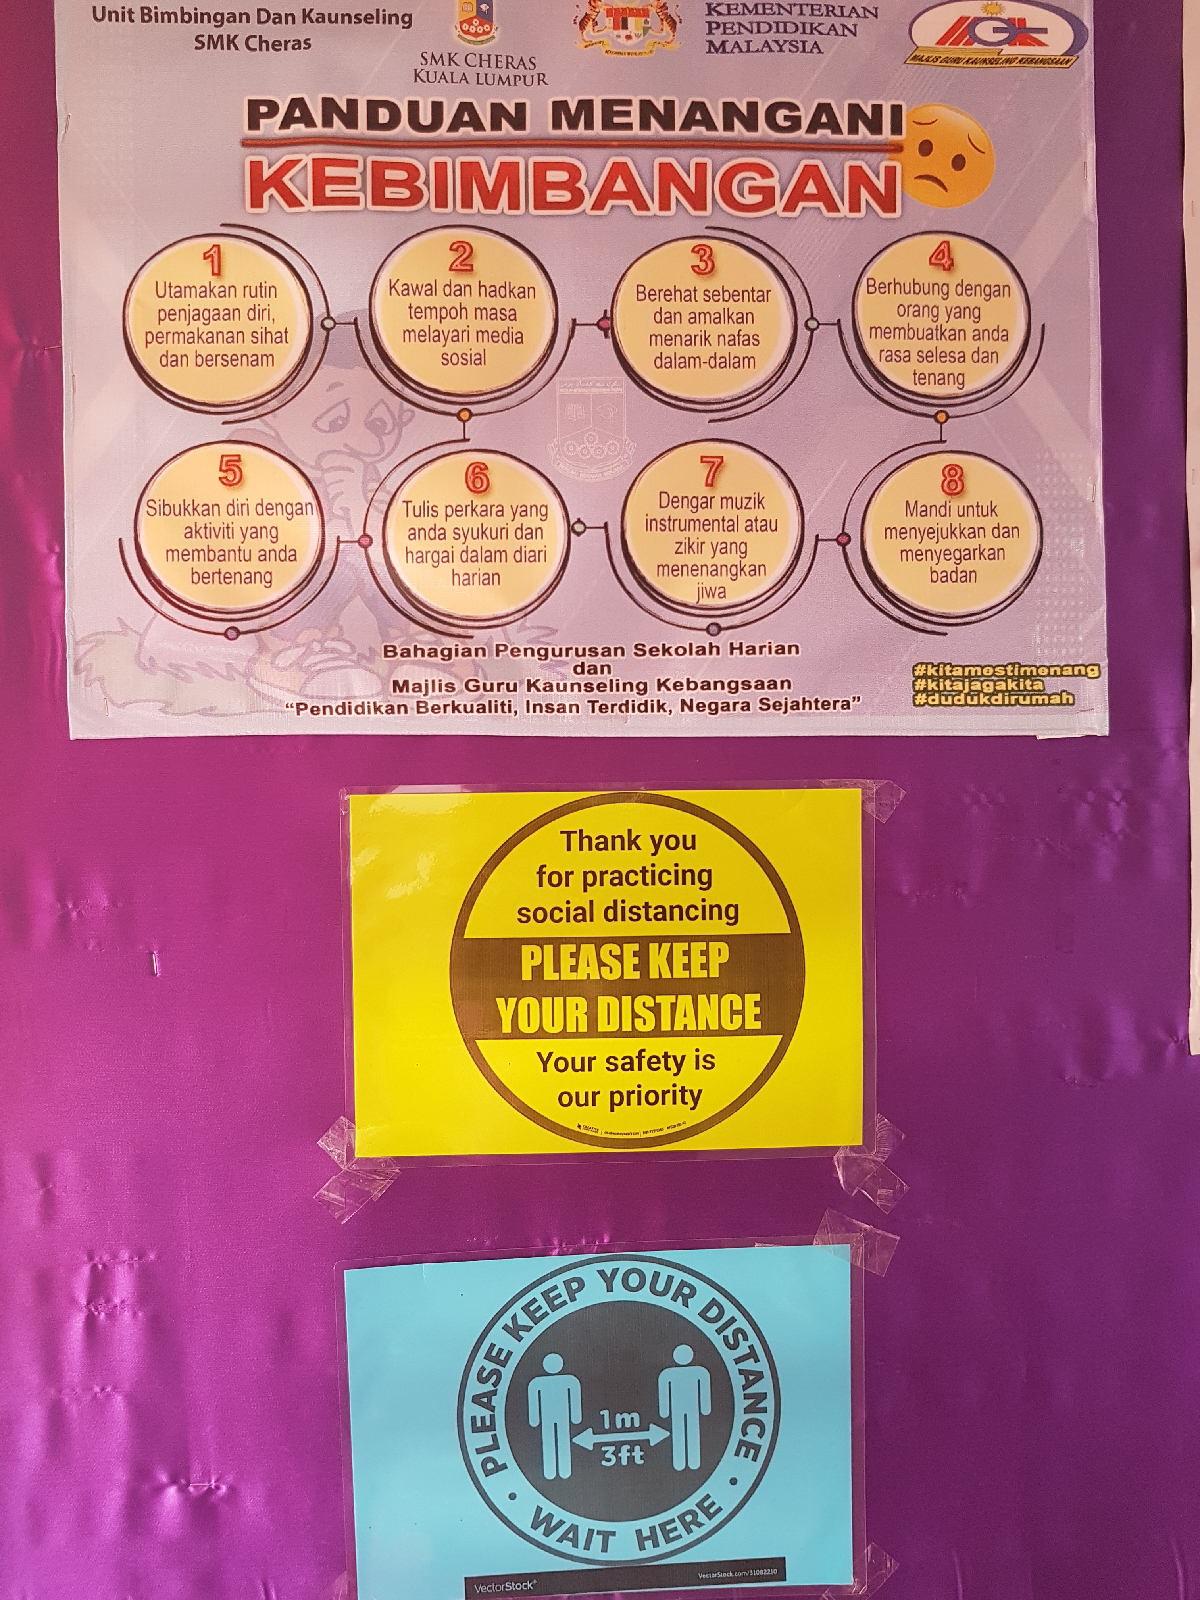 Unit Bimbingan Dan Kaunseling
SMK Cheras
SMK CHERAS
KUALA LUMPUR
KEMENTERIAN
PENDIDIKAN
MALAYSIA
MAJLIS GURU KAUNSELING KEBANGSAAN
PANDUAN MENANGANI
KEBIMBANGAN
1
Utamakan rutin
penjagaan diri,
permakanan sihat
dan bersenam
2
Kawal dan hadkan
tempoh masa
melayari media
sosial
3
Berehat sebentar
dan amalkan
menarik nafas
dalam-dalam
4
Berhubung dengan
orang yang
membuatkan anda
rasa selesa dan
tenang
5
Sibukkan diri dengan
aktiviti yang
membantu anda
bertenang
6
Tulis perkara yang
anda syukuri dan
hargai dalam diari
harian
7
Dengar muzik
instrumental atau
zikir yang
menenangkan
jiwa
8
Mandi untuk
menyejukkan dan
menyegarkan
badan
Bahagian Pengurusan Sekolah Harian
dan
Majlis Guru Kaunseling Kebangsaan
“Pendidikan Berkualiti, Insan Terdidik, Negara Sejahtera”
#kitamestimenang
#kitajagakita
#dudukdirumah
Thank you
for practicing
social distancing
PLEASE KEEP
YOUR DISTANCE
Your safety is
our priority
PLEASE KEEP YOUR DISTANCE
1m
3ft
• WAIT HERE •
VectorStock®
VectorStock.com/31082210